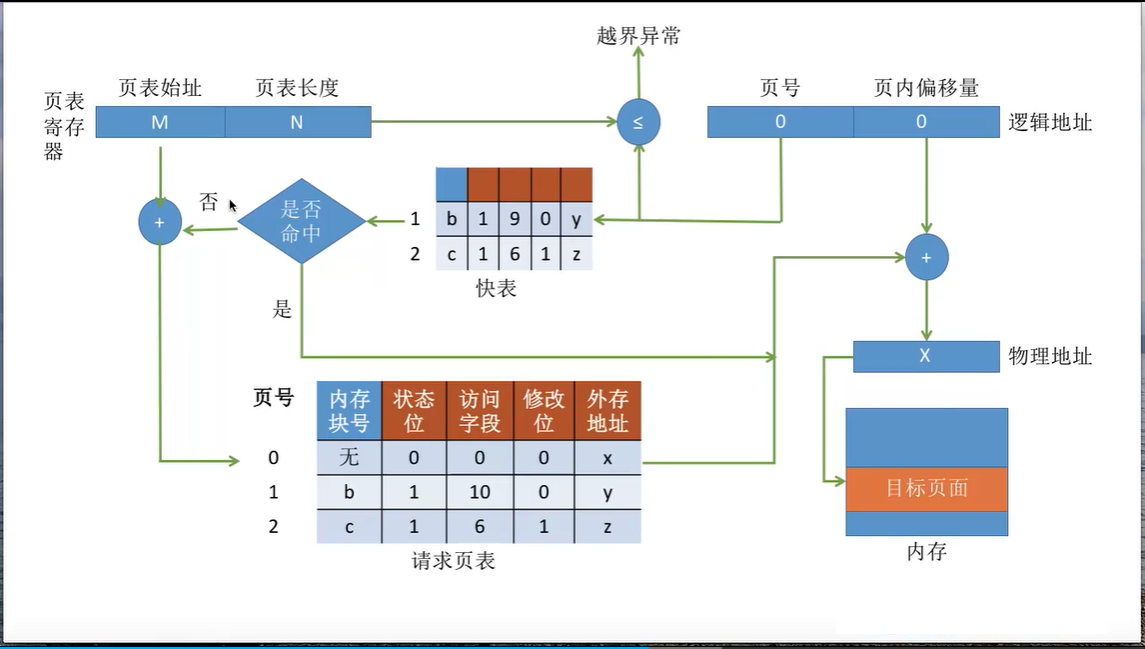 越界异常
页表始址 页表长度
页号 页内偏移量
页表
寄存
器
M N
≤
0 0
逻辑地址
否
+
是否
命中
1 b 1 9 0 y
2 c 1 6 1 z
快表
+
是
X
物理地址
页号 内存块号 状态位 访问字段 修改位 外存地址
0 无 0 0 0 x
1 b 1 10 0 y
2 c 1 6 1 z
请求页表
目标页面
内存